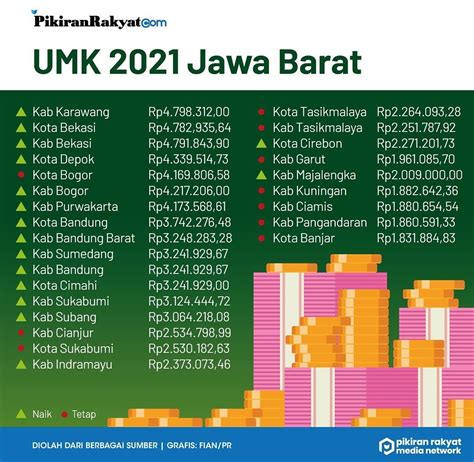 PikiranRakyat.com
UMK 2021 Jawa Barat
Kab Karawang Rp4.798.312,00
Kota Bekasi Rp4.782,935,64
Kab Bekasi Rp4.791.843,90
Kota Depok Rp4.339.514,73
Kota Bogor Rp4.169.806,58
Kab Bogor Rp4.217.206,00
Kab Purwakarta Rp4.173.568,61
Kota Bandung Rp3.742.276,48
Kab Bandung Barat Rp3.248.283,28
Kab Sumedang Rp3.241.929,67
Kab Bandung Rp3.241.929,67
Kota Cimahi Rp3.241.929,00
Kab Sukabumi Rp3.124.444,72
Kab Subang Rp3.064.218,08
Kab Cianjur Rp2.534.798,99
Kota Sukabumi Rp2.530.182,63
Kab Indramayu Rp2.373.073,46
Kota Tasikmalaya Rp2.264.093,28
Kab Tasikmalaya Rp2.251.787,92
Kota Cirebon Rp2.271.201,73
Kab Garut Rp1.961.085,70
Kab Majalengka Rp2.009.000,00
Kab Kuningan Rp1.882.642,36
Kab Ciamis Rp1.880.654,54
Kab Pangandaran Rp1.860.591,33
Kota Banjar Rp1.831.884,83
Naik Tetap
DIOLAH DARI BERBAGAI SUMBER | GRAFIS: FIAN/PR
pikiran rakyat
media network